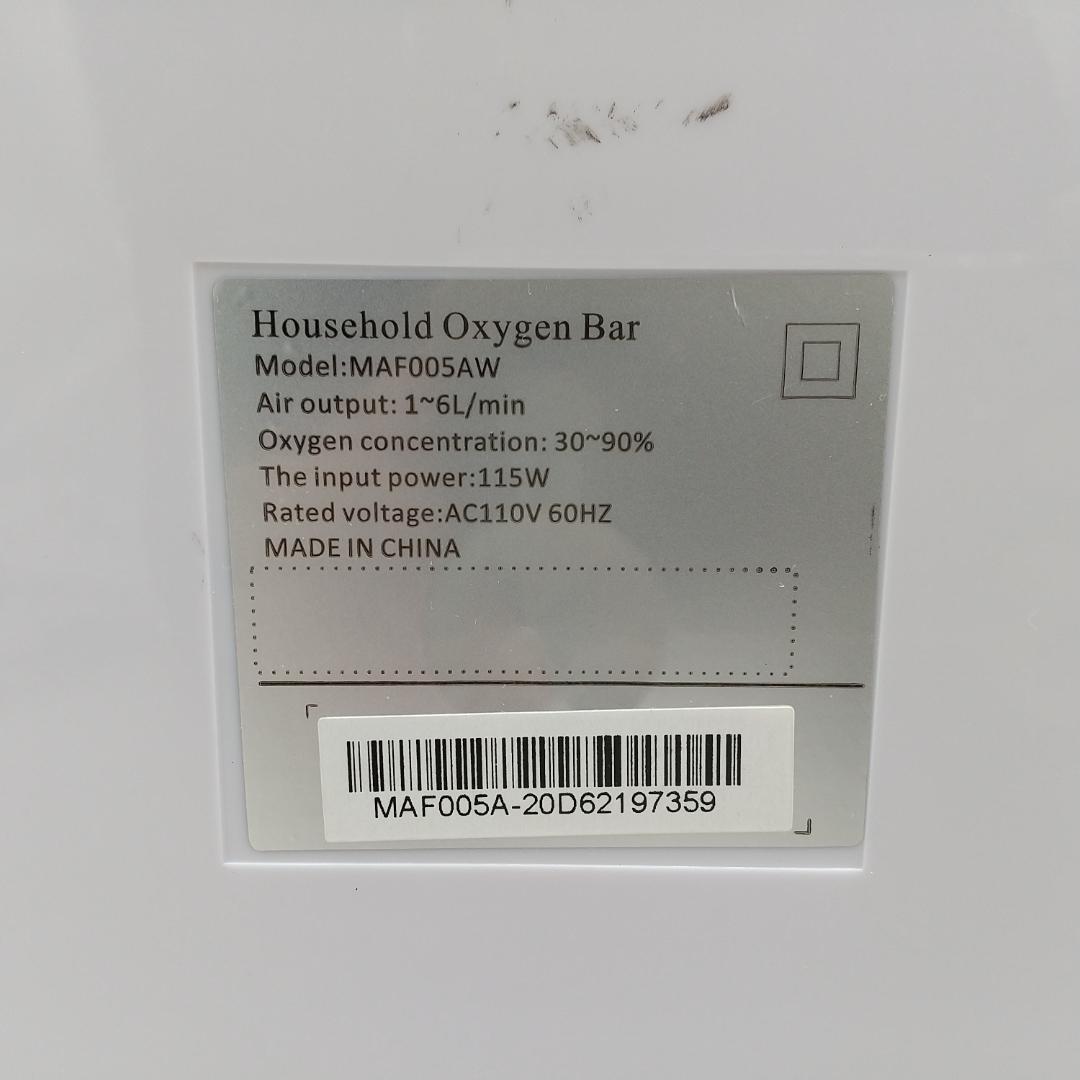 Household Oxygen Bar
Model:MAF005AW
Air output: 1~6L/min
Oxygen concentration: 30~90%
The input power:115W
Rated voltage:AC110V 60HZ
MADE IN CHINA
MAF005A-20D62197359